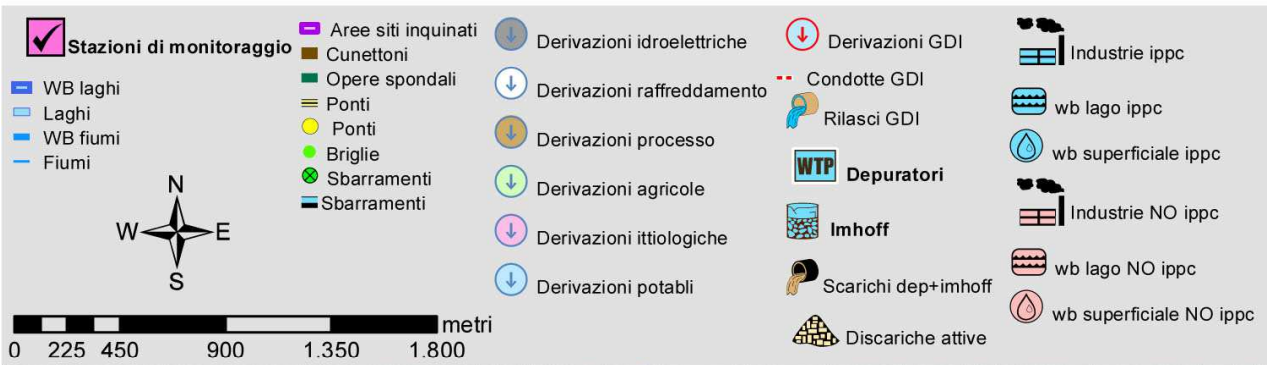 Stazioni di monitoraggio
WB laghi
Laghi
WB fiumi
Fiumi
N
W E
S
metri
0 225 450 900 1.350 1.800
Aree siti inquinati
Cunettoni
Opere spondali
Ponti
Ponti
Briglie
Sbarramenti
Sbarramenti
Derivazioni idroelettriche
Derivazioni raffreddamento
Derivazioni processo
Derivazioni agricole
Derivazioni ittiologiche
Derivazioni potabli
Derivazioni GDI
Condotte GDI
Rilasci GDI
WTP Depuratori
Imhoff
Scarichi dep+imhoff
Discariche attive
Industrie ippc
wb lago ippc
wb superficiale ippc
Industrie NO ippc
wb lago NO ippc
wb superficiale NO ippc